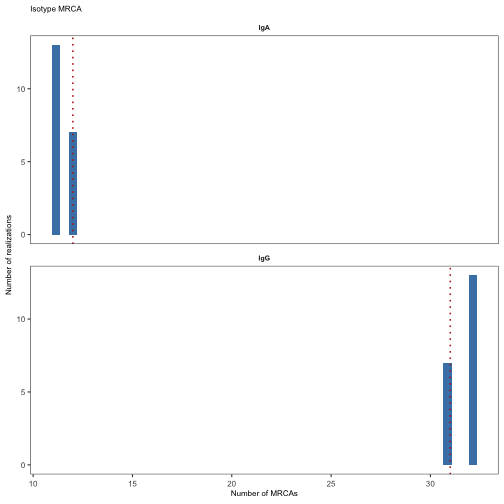 Isotype MRCA
IgA
10
5
0
IgG
10
5
0
10 15 20 25 30
Number of MRCAs
Number of realizations